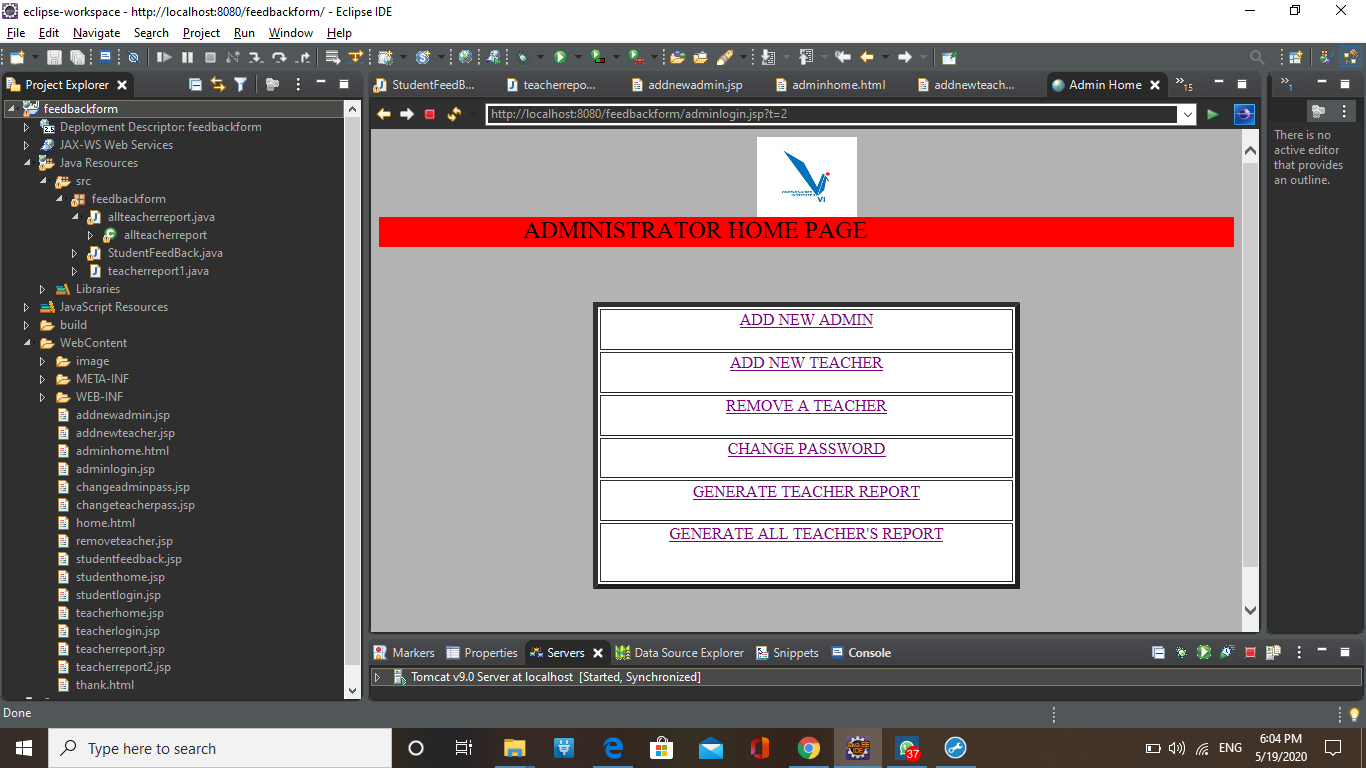 eclipse-workspace - http://localhost:8080/feedbackform/ - Eclipse IDE
File Edit Navigate Search Project Run Window Help
Project Explorer
feedbackform
Deployment Descriptor: feedbackform
JAX-WS Web Services
Java Resources
src
feedbackform
allteacherreport.java
allteacherreport
StudentFeedBack.java
teacherreport1.java
Libraries
JavaScript Resources
build
WebContent
image
META-INF
WEB-INF
addnewadmin.jsp
addnewteacher.jsp
adminhome.html
adminlogin.jsp
changeadminpass.jsp
changeteacherpass.jsp
home.html
removeteacher.jsp
studentfeedback.jsp
studenthome.jsp
studentlogin.jsp
teacherhome.jsp
teacherlogin.jsp
teacherreport.jsp
teacherreport2.jsp
thank.html
StudentFeedB... teacherrepo... addnewadmin.jsp adminhome.html addnewteach... Admin Home 15
http://localhost:8080/feedbackform/adminlogin.jsp?t=2
VI
ADMINISTRATOR HOME PAGE
ADD NEW ADMIN
ADD NEW TEACHER
REMOVE A TEACHER
CHANGE PASSWORD
GENERATE TEACHER REPORT
GENERATE ALL TEACHER'S REPORT
1
There is no
active editor
that provides
an outline.
Markers Properties Servers Data Source Explorer Snippets Console
Tomcat v9.0 Server at localhost [Started, Synchronized]
Done
Type here to search
37
ENG
6:04 PM
5/19/2020